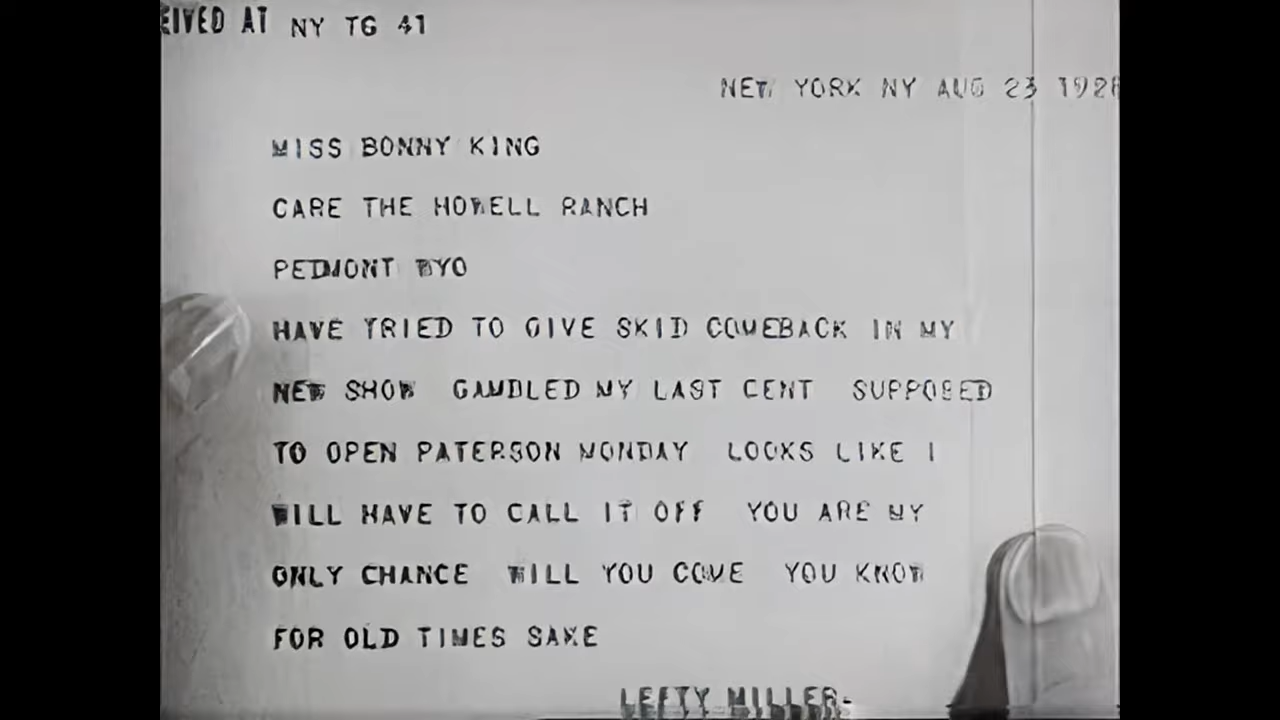 EIVED AT NY TG 41
NEW YORK NY AUG 23 1928
MISS BONNY KING
CARE THE HOWELL RANCH
PEDMONT WYO
HAVE TRIED TO GIVE SKID COMEBACK IN MY
NEW SHOW GAMBLED MY LAST CENT SUPPOSED
TO OPEN PATERSON MONDAY LOOKS LIKE I
WILL HAVE TO CALL IT OFF YOU ARE MY
ONLY CHANCE WILL YOU COME YOU KNOW
FOR OLD TIMES SAKE
LEFTY MILLER-